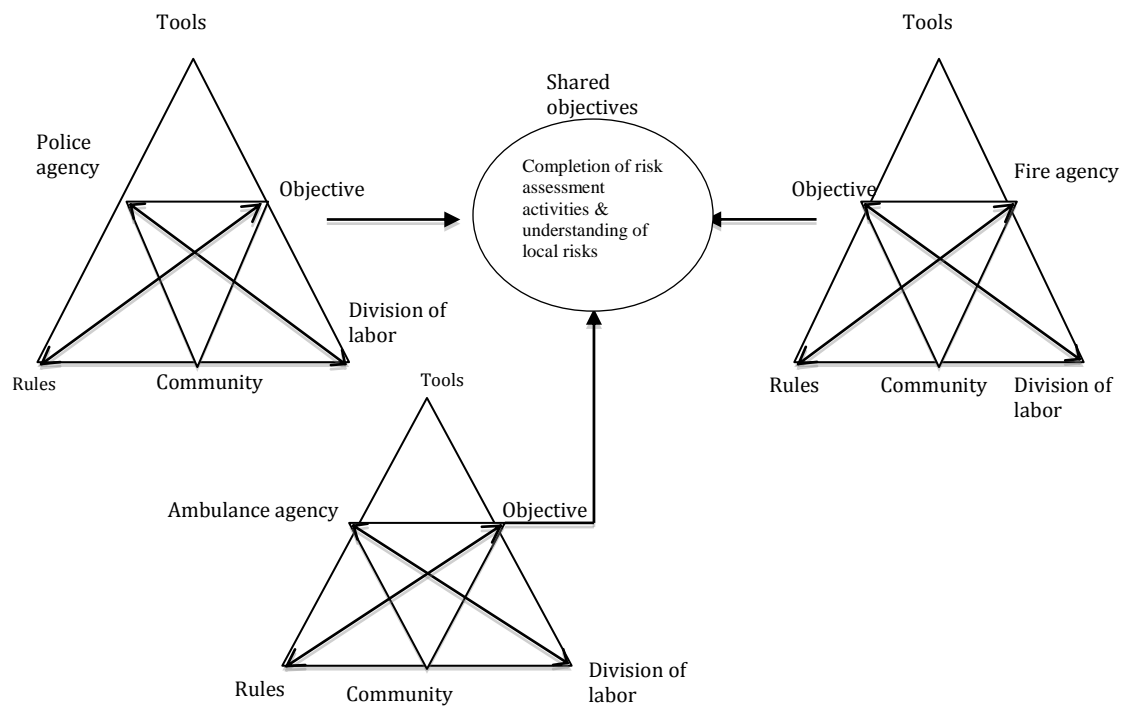 Tools
Police
agency
Objective
Division of
labor
Rules
Community
Shared
objectives
Completion of risk
assessment
activities &
understanding of
local risks
Tools
Objective
Fire agency
Rules
Community
Division of
labor
Tools
Ambulance agency
Objective
Rules
Community
Division of
labor